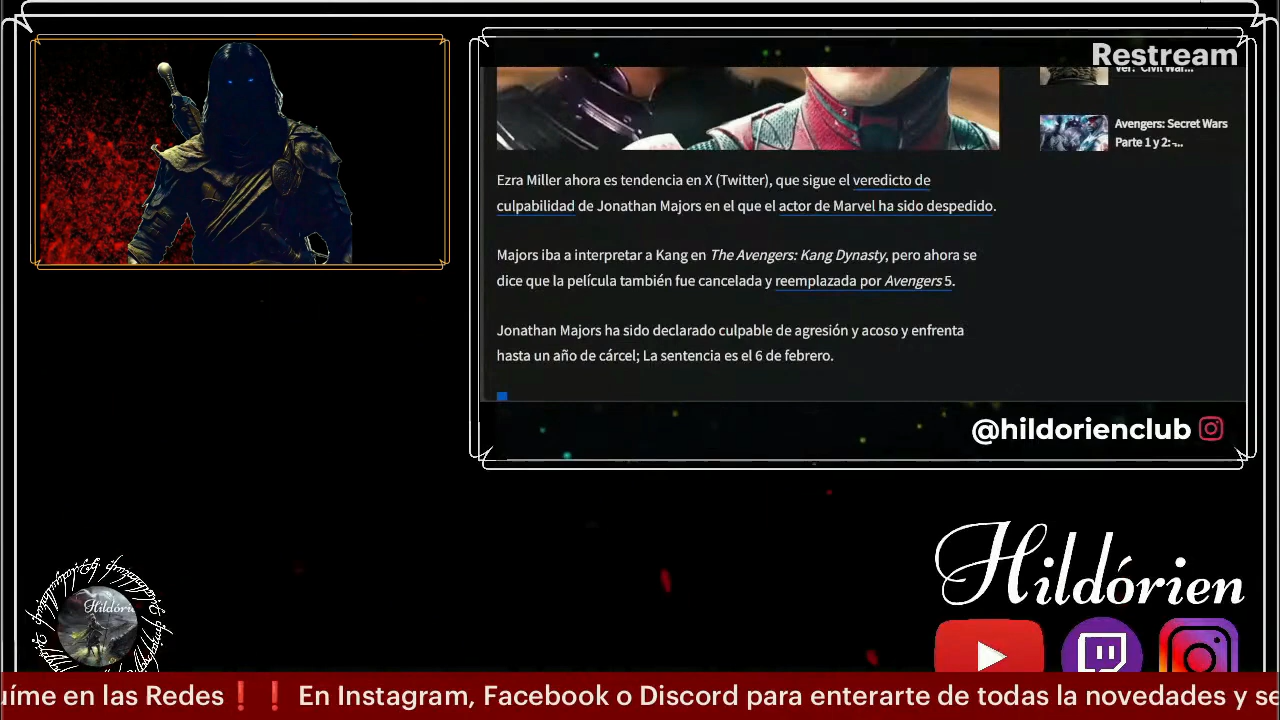 Restream
Ver: "Civil War...
Avengers: Secret Wars
Parte 1 y 2: -...
Ezra Miller ahora es tendencia en X (Twitter), que sigue el veredicto de
culpabilidad de Jonathan Majors en el que el actor de Marvel ha sido despedido.
Majors iba a interpretar a Kang en The Avengers: Kang Dynasty, pero ahora se
dice que la película también fue cancelada y reemplazada por Avengers 5.
Jonathan Majors ha sido declarado culpable de agresión y acoso y enfrenta
hasta un año de cárcel; La sentencia es el 6 de febrero.
@hildorienclub
Hildórien
Hildórien
uíme en las Redes❗❗ En Instagram, Facebook o Discord para enterarte de todas la novedades y se